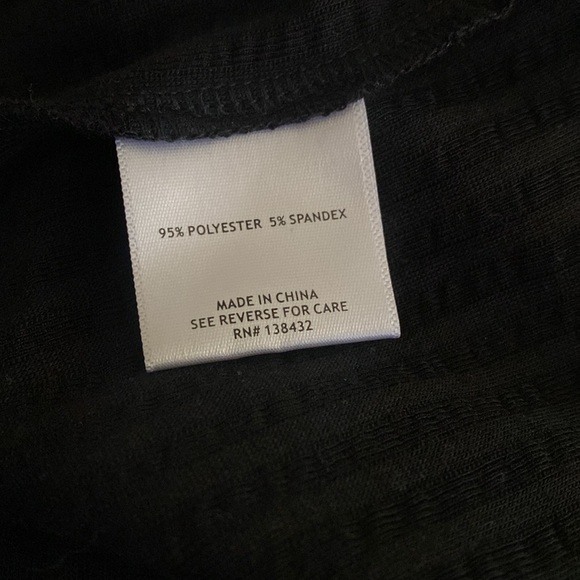 95% POLYESTER 5% SPANDEX
MADE IN CHINA
SEE REVERSE FOR CARE
RN# 138432